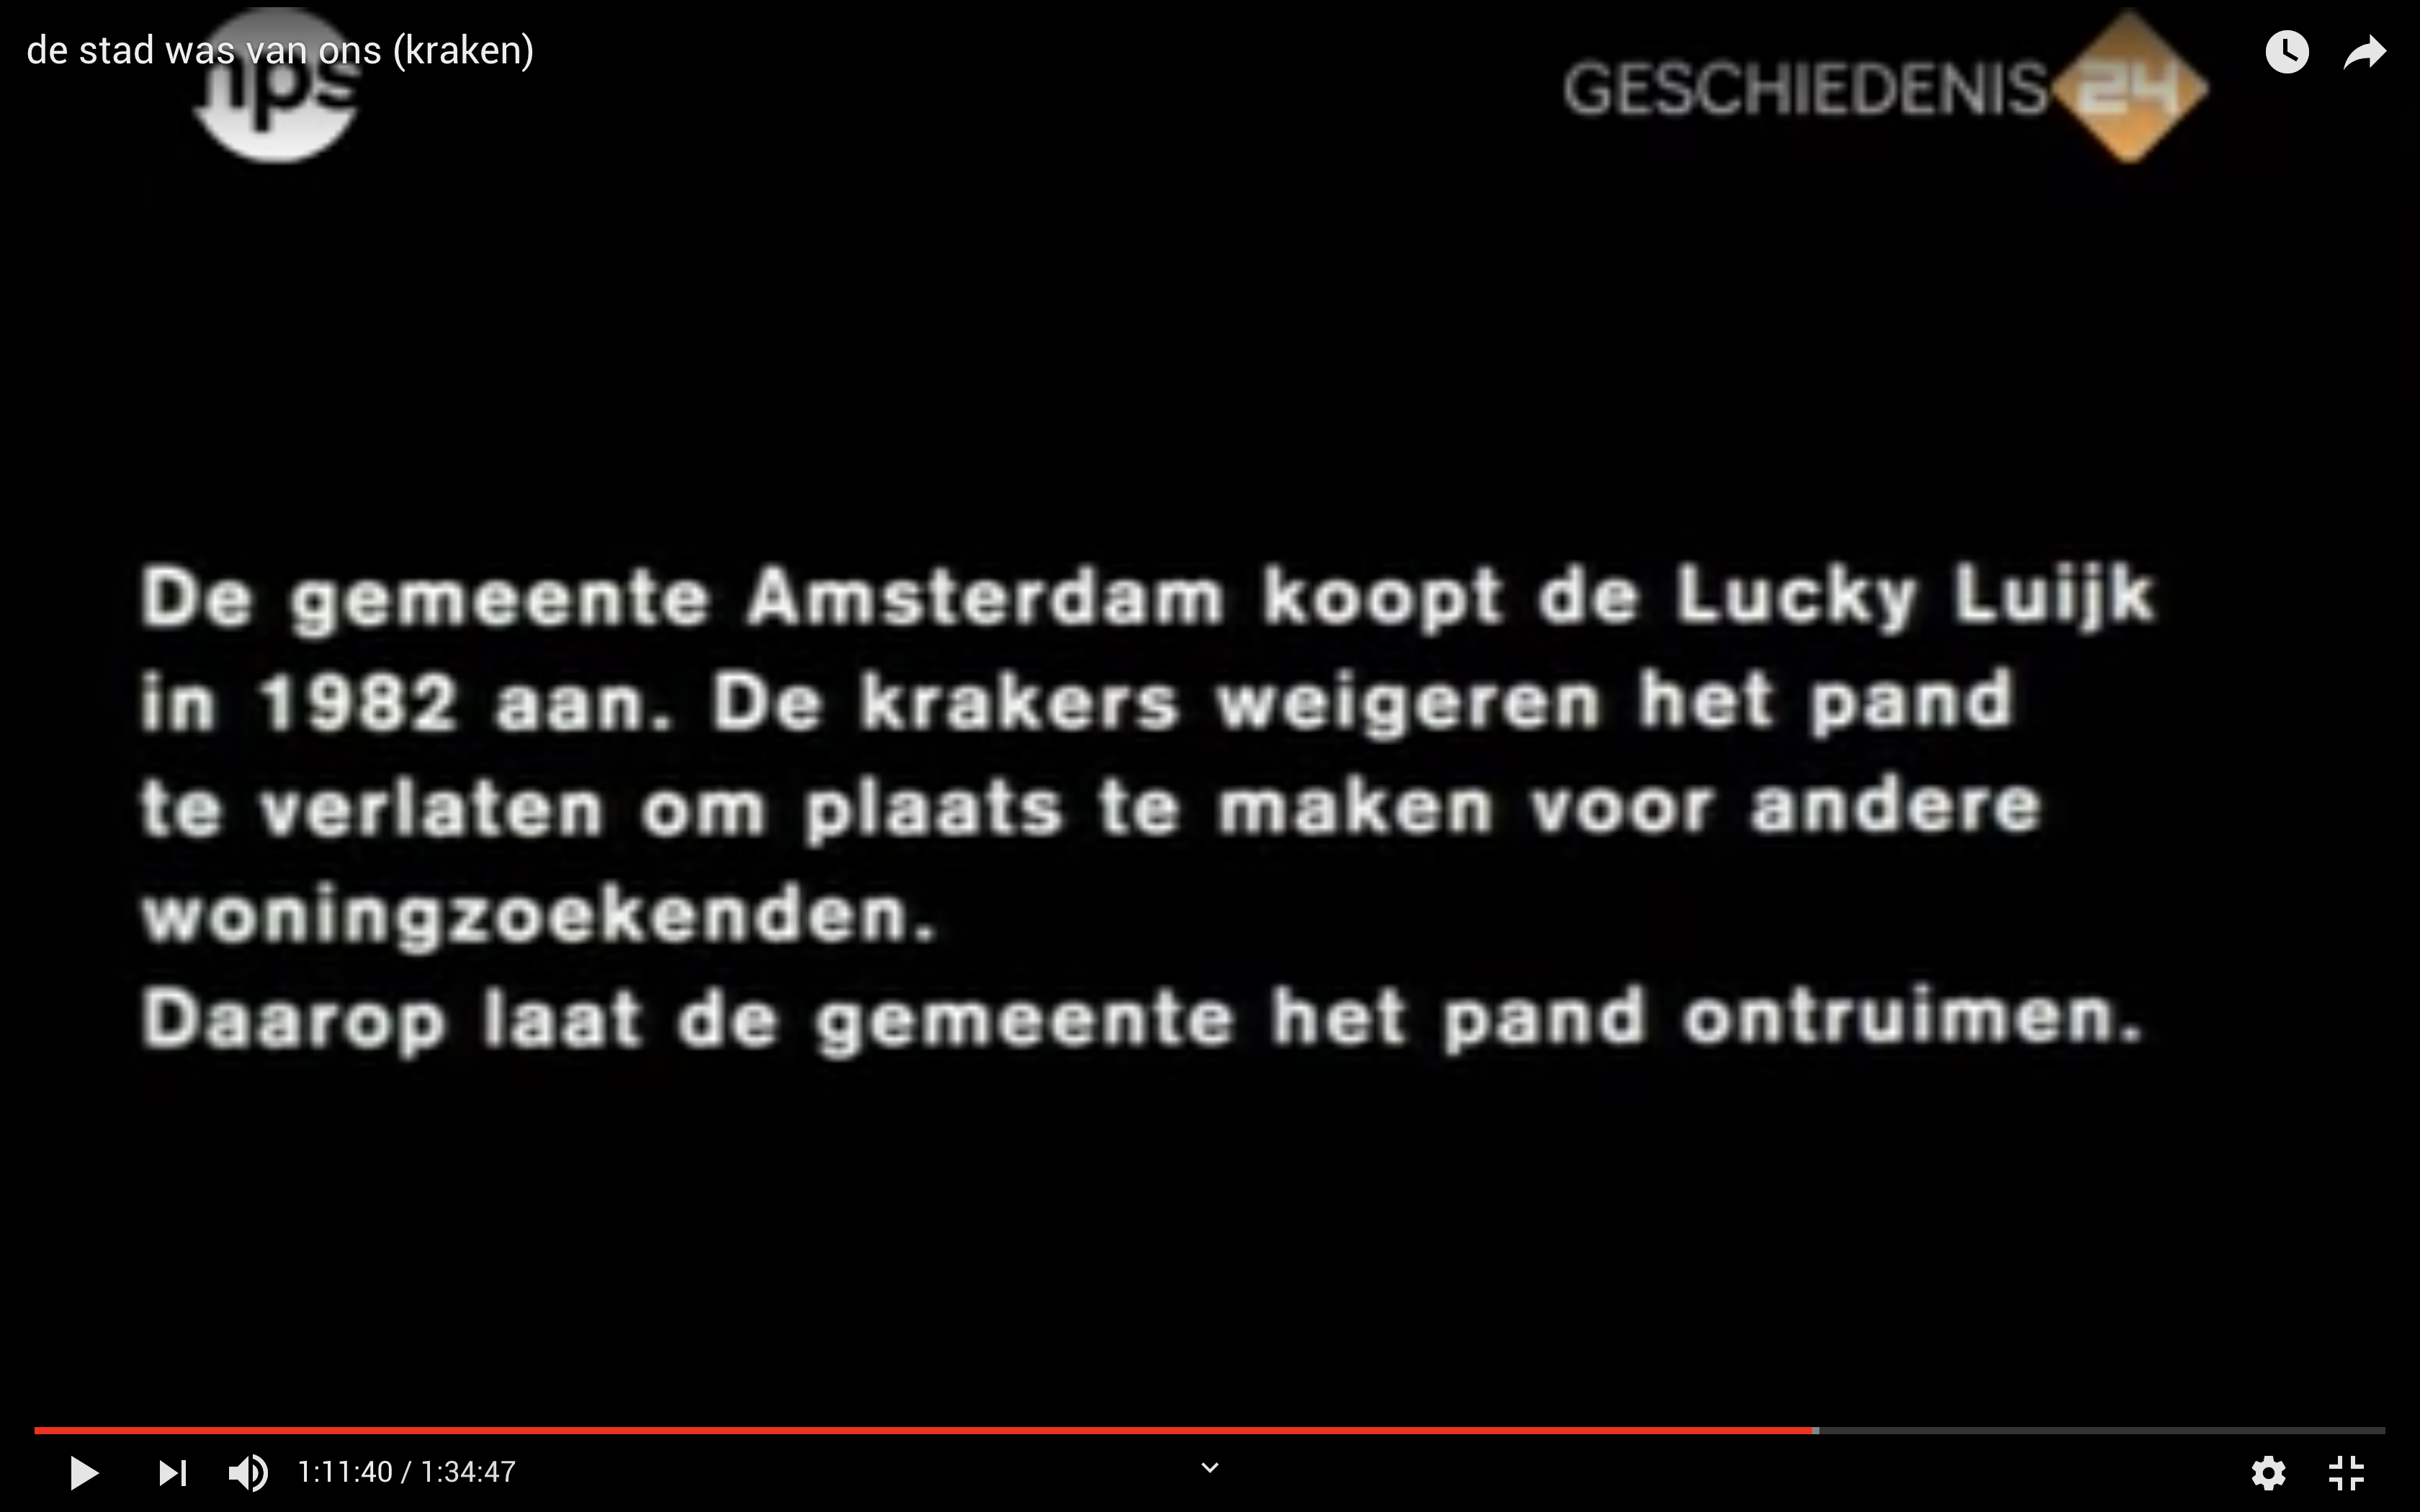 de stad was van ons (kraken)
nps
GESCHIEDENIS 24
De gemeente Amsterdam koopt de Lucky Luijk
in 1982 aan. De krakers weigeren het pand
te verlaten om plaats te maken voor andere
woningzoekenden.
Daarop laat de gemeente het pand ontruimen.
1:11:40 / 1:34:47